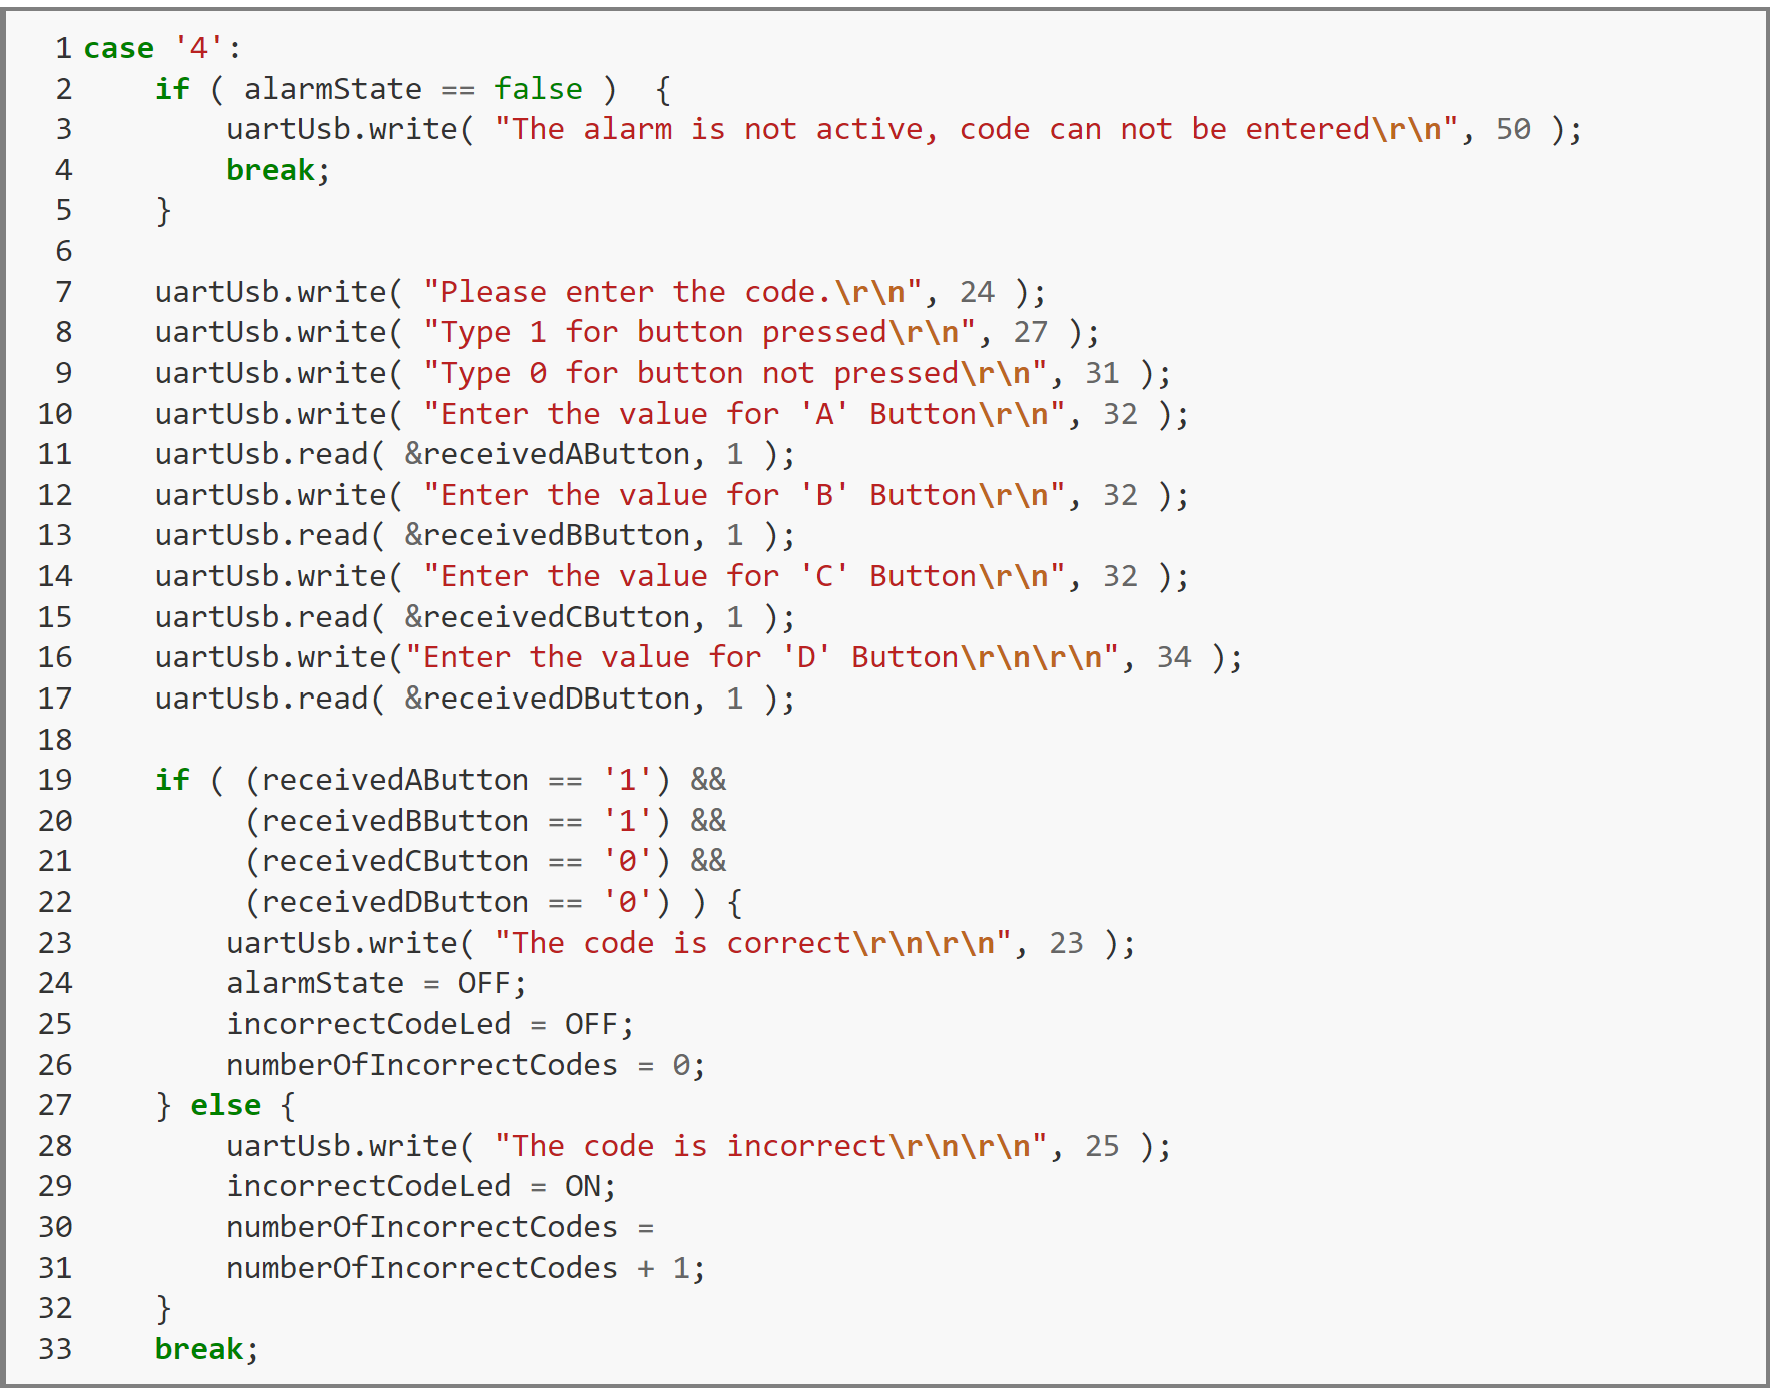 1 case '4':
2     if ( alarmState == false )  {
3         uartUsb.write( "The alarm is not active, code can not be entered\r\n", 50 );
4         break;
5     }
6
7     uartUsb.write( "Please enter the code.\r\n", 24 );
8     uartUsb.write( "Type 1 for button pressed\r\n", 27 );
9     uartUsb.write( "Type 0 for button not pressed\r\n", 31 );
10     uartUsb.write( "Enter the value for 'A' Button\r\n", 32 );
11     uartUsb.read( &receivedAButton, 1 );
12     uartUsb.write( "Enter the value for 'B' Button\r\n", 32 );
13     uartUsb.read( &receivedBButton, 1 );
14     uartUsb.write( "Enter the value for 'C' Button\r\n", 32 );
15     uartUsb.read( &receivedCButton, 1 );
16     uartUsb.write("Enter the value for 'D' Button\r\n\r\n", 34 );
17     uartUsb.read( &receivedDButton, 1 );
18
19     if ( (receivedAButton == '1') &&
20          (receivedBButton == '1') &&
21          (receivedCButton == '0') &&
22          (receivedDButton == '0') ) {
23         uartUsb.write( "The code is correct\r\n\r\n", 23 );
24         alarmState = OFF;
25         incorrectCodeLed = OFF;
26         numberOfIncorrectCodes = 0;
27     } else {
28         uartUsb.write( "The code is incorrect\r\n\r\n", 25 );
29         incorrectCodeLed = ON;
30         numberOfIncorrectCodes =
31         numberOfIncorrectCodes + 1;
32     }
33     break;